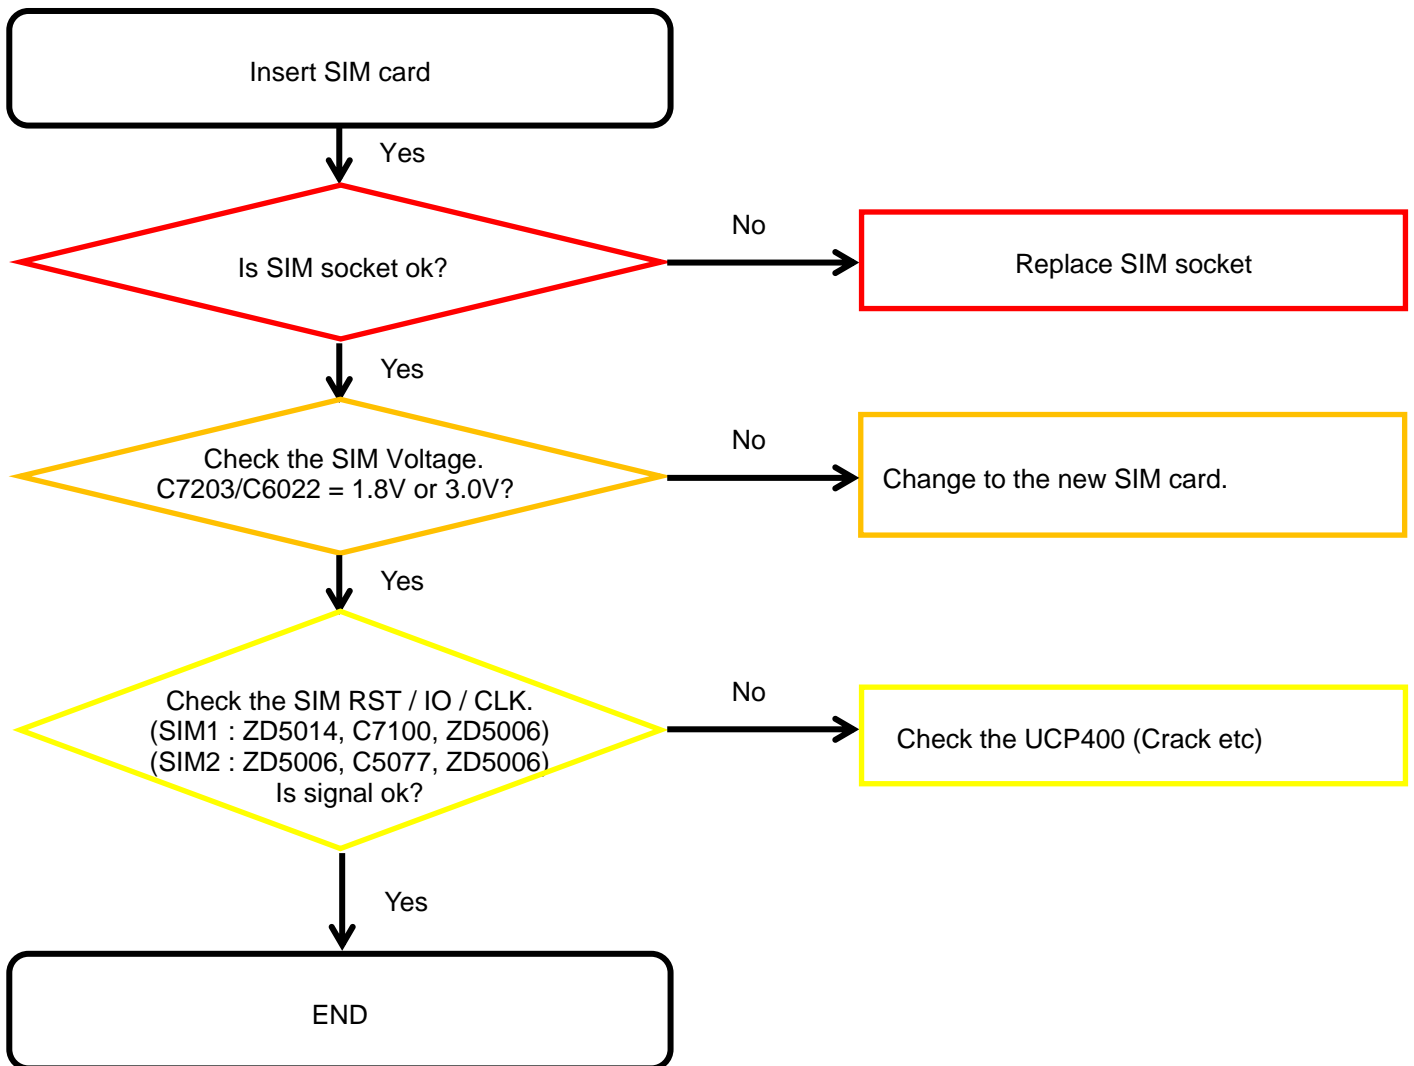 Insert SIM card
Yes
Is SIM socket ok?
No
Replace SIM socket
Yes
Check the SIM Voltage.
C7203/C6022 = 1.8V or 3.0V?
No
Change to the new SIM card.
Yes
Check the SIM RST / IO / CLK.
(SIM1 : ZD5014, C7100, ZD5006)
(SIM2 : ZD5006, C5077, ZD5006)
Is signal ok?
No
Check the UCP400 (Crack etc)
Yes
END